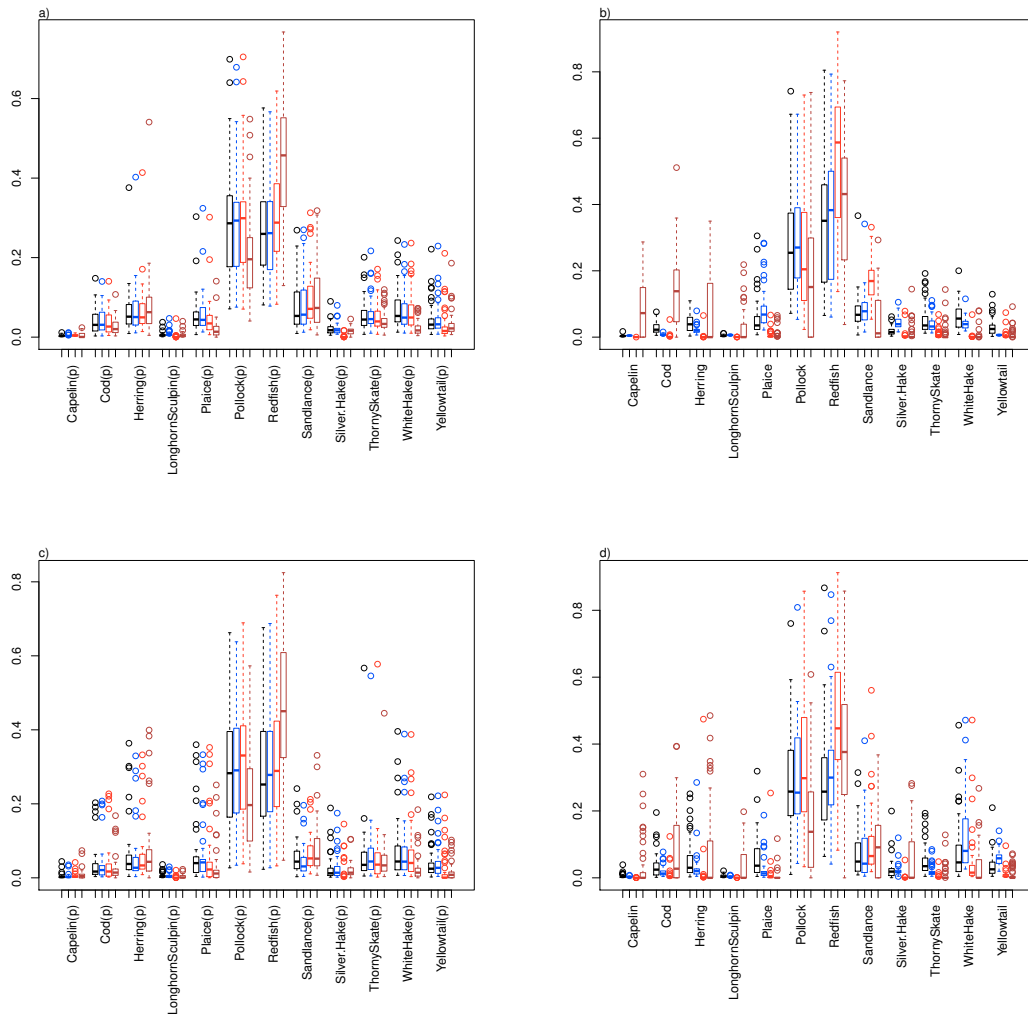 a)
0.0 0.2 0.4 0.6
Capelin(p)
Cod(p)
Herring(p)
LonghornSculpin(p)
Plaice(p)
Pollock(p)
Redfish(p)
Sandlance(p)
Silver.Hake(p)
ThornySkate(p)
WhiteHake(p)
Yellowtail(p)
b)
0.0 0.2 0.4 0.6 0.8
Capelin
Cod
Herring
LonghornSculpin
Plaice
Pollock
Redfish
Sandlance
Silver.Hake
ThornySkate
WhiteHake
Yellowtail
c)
0.0 0.2 0.4 0.6 0.8
Capelin(p)
Cod(p)
Herring(p)
LonghornSculpin(p)
Plaice(p)
Pollock(p)
Redfish(p)
Sandlance(p)
Silver.Hake(p)
ThornySkate(p)
WhiteHake(p)
Yellowtail(p)
d)
0.0 0.2 0.4 0.6 0.8
Capelin
Cod
Herring
LonghornSculpin
Plaice
Pollock
Redfish
Sandlance
Silver.Hake
ThornySkate
WhiteHake
Yellowtail